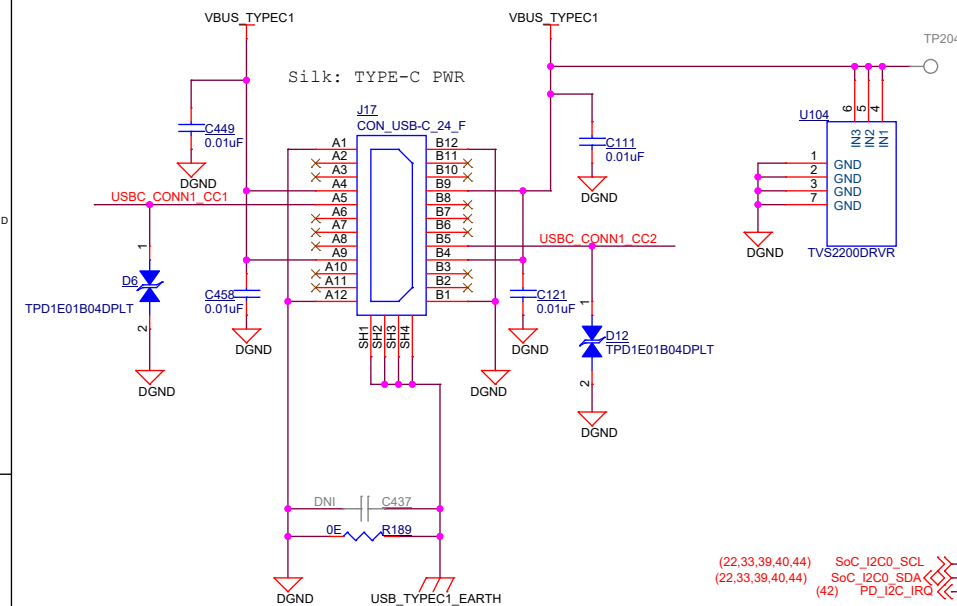 VBUS_TYPEC1
VBUS_TYPEC1
Silk: TYPE-C PWR
J17
CON_USB-C_24_F
C449
0.01uF
DGND
USBC_CONN1_CC1
A1
A2
A3
A4
A5
A6
A7
A8
A9
A10
A11
A12
B12
B11
B10
B9
B8
B7
B6
B5
B4
B3
B2
B1
SH1
SH2
SH3
SH4
C111
0.01uF
DGND
USBC_CONN1_CC2
TP204
U104
6
5
4
IN3
IN2
IN1
1
2
3
7
GND
GND
GND
GND
TVS2200DRVR
DGND
D
1
D6
TPD1E01B04DPLT
2
DGND
C458
0.01uF
DGND
C121
0.01uF
DGND
1
D12
TPD1E01B04DPLT
2
DGND
DGND
DNI
C437
0E
R189
DGND
USB_TYPEC1_EARTH
(22,33,39,40,44) SoC_I2C0_SCL
(22,33,39,40,44) SoC_I2C0_SDA
(42) PD_I2C_IRQ